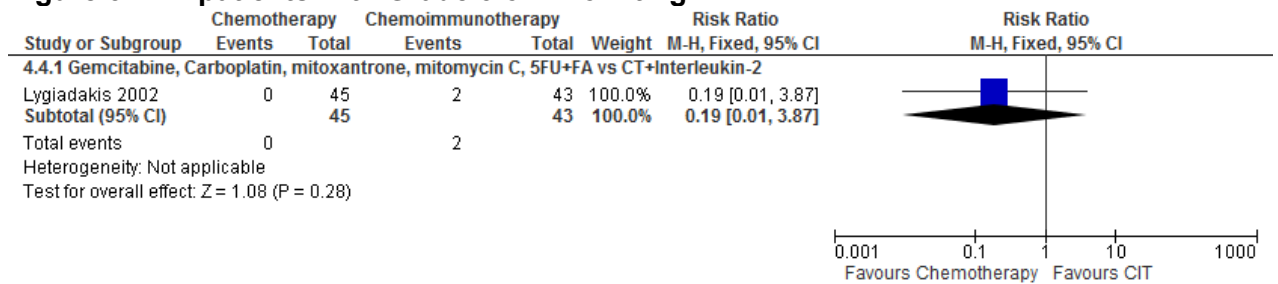 Chemotherapy Chemoimmunotherapy Risk Ratio Risk Ratio
Study or Subgroup Events Total Events Total Weight M-H, Fixed, 95% CI M-H, Fixed, 95% CI
4.4.1 Gemcitabine, Carboplatin, mitoxantrone, mitomycin C, 5FU+FA vs CT+Interleukin-2
Lygiadakis 2002 0 45 2 43 100.0% 0.19 [0.01, 3.87]
Subtotal (95% CI) 45 43 100.0% 0.19 [0.01, 3.87]
Total events 0 2
Heterogeneity: Not applicable
Test for overall effect: Z = 1.08 (P = 0.28)
0.001 0.1 1 10 1000
Favours Chemotherapy Favours CIT